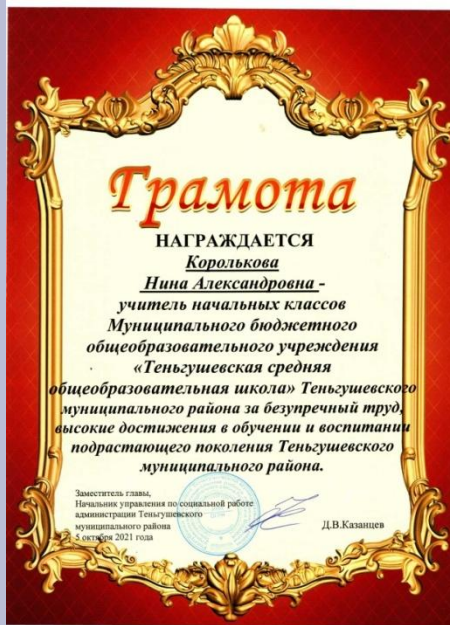 Грамота
НАГРАЖДАЕТСЯ
Королькова
Нина Александровна -
учитель начальных классов
Муниципального бюджетного
общеобразовательного учреждения
«Теньгушевская средняя
общеобразовательная школа» Теньгушевского
муниципального района за безупречный труд,
высокие достижения в обучении и воспитании
подрастающего поколения Теньгушевского
муниципального района.
Заместитель главы,
Начальник управления по социальной работе
администрации Теньгушевского
муниципального района
Д.В.Казанцев
5 октября 2021 года